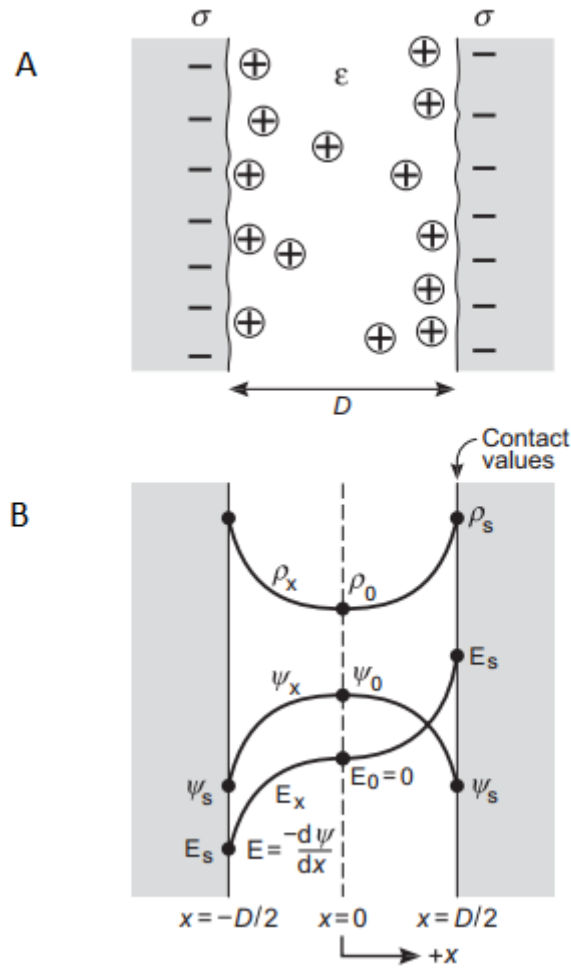 A
σ
σ
ε
D
Contact
values
B
ρs
ρx
ρ0
Es
ψx
ψ0
ψs
Ex
E0=0
ψs
Es
E= -dψ/dx
x=-D/2
x=0
x=D/2
+x